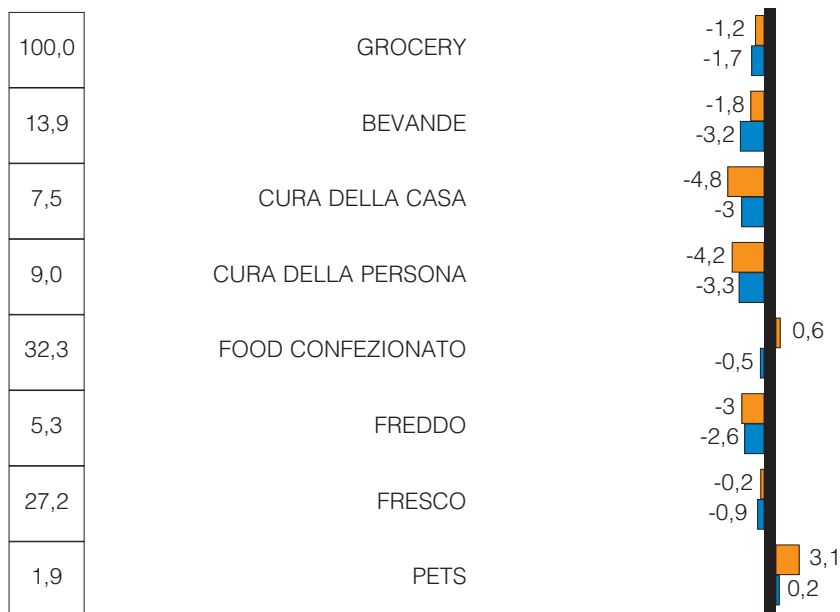 100,0 GROCERY -1,2
-1,7
13,9 BEVANDE -1,8
-3,2
7,5 CURA DELLA CASA -4,8
-3
9,0 CURA DELLA PERSONA -4,2
-3,3
32,3 FOOD CONFEZIONATO 0,6
-0,5
5,3 FREDDO -3
-2,6
27,2 FRESCO -0,2
-0,9
1,9 PETS 3,1
0,2